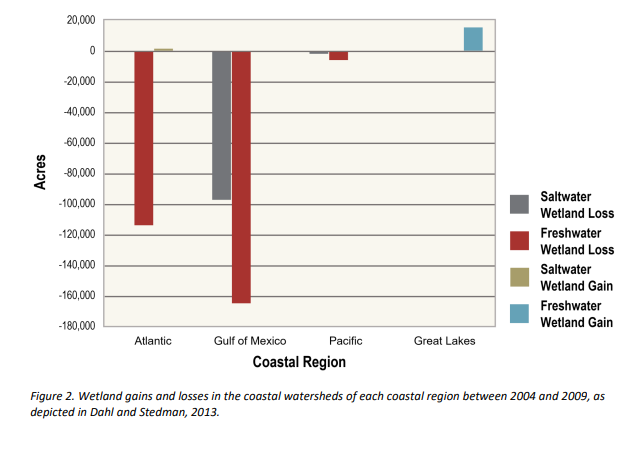 20,000
0
-20,000
-40,000
-60,000
-80,000
-100,000
-120,000
-140,000
-160,000
-180,000
Acres
Atlantic Gulf of Mexico Pacific Great Lakes
Coastal Region
Saltwater
Wetland Loss
Freshwater
Wetland Loss
Saltwater
Wetland Gain
Freshwater
Wetland Gain
Figure 2. Wetland gains and losses in the coastal watersheds of each coastal region between 2004 and 2009, as
depicted in Dahl and Stedman, 2013.